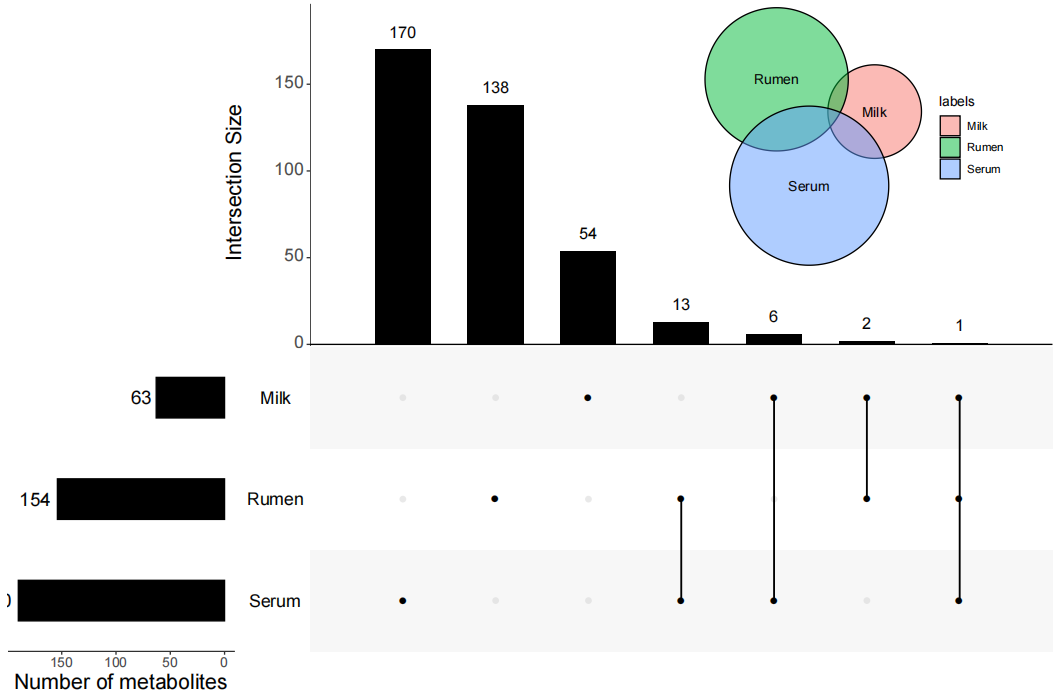 170
138
54
13
6
2
1
Intersection Size
150
100
50
0
Rumen
Milk
Serum
labels
Milk
Rumen
Serum
63
Milk
154
Rumen
Serum
150
100
50
0
Number of metabolites